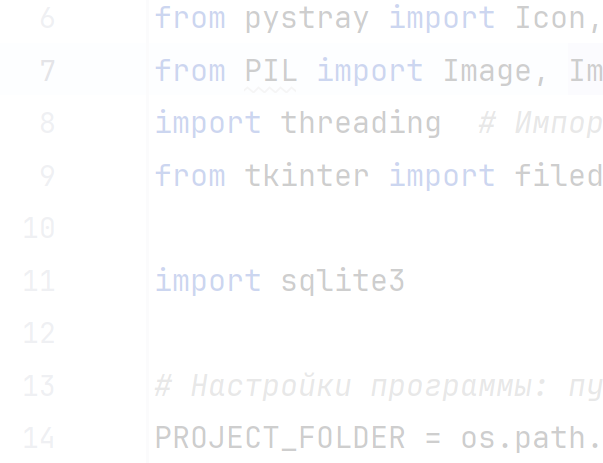 6 from pystray import Icon,
7 from PIL import Image, Im
8 import threading # Импор
9 from tkinter import filed
10
11 import sqlite3
12
13 # Настройки программы: пу
14 PROJECT_FOLDER = os.path.